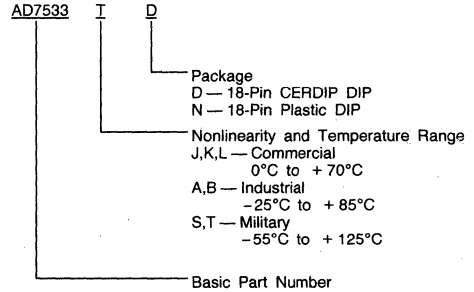 AD7533 T D
Package
D — 18-Pin CERDIP DIP
N — 18-Pin Plastic DIP
Nonlinearity and Temperature Range
J,K,L — Commercial
0°C to +70°C
A,B — Industrial
-25°C to +85°C
S,T — Military
-55°C to +125°C
Basic Part Number